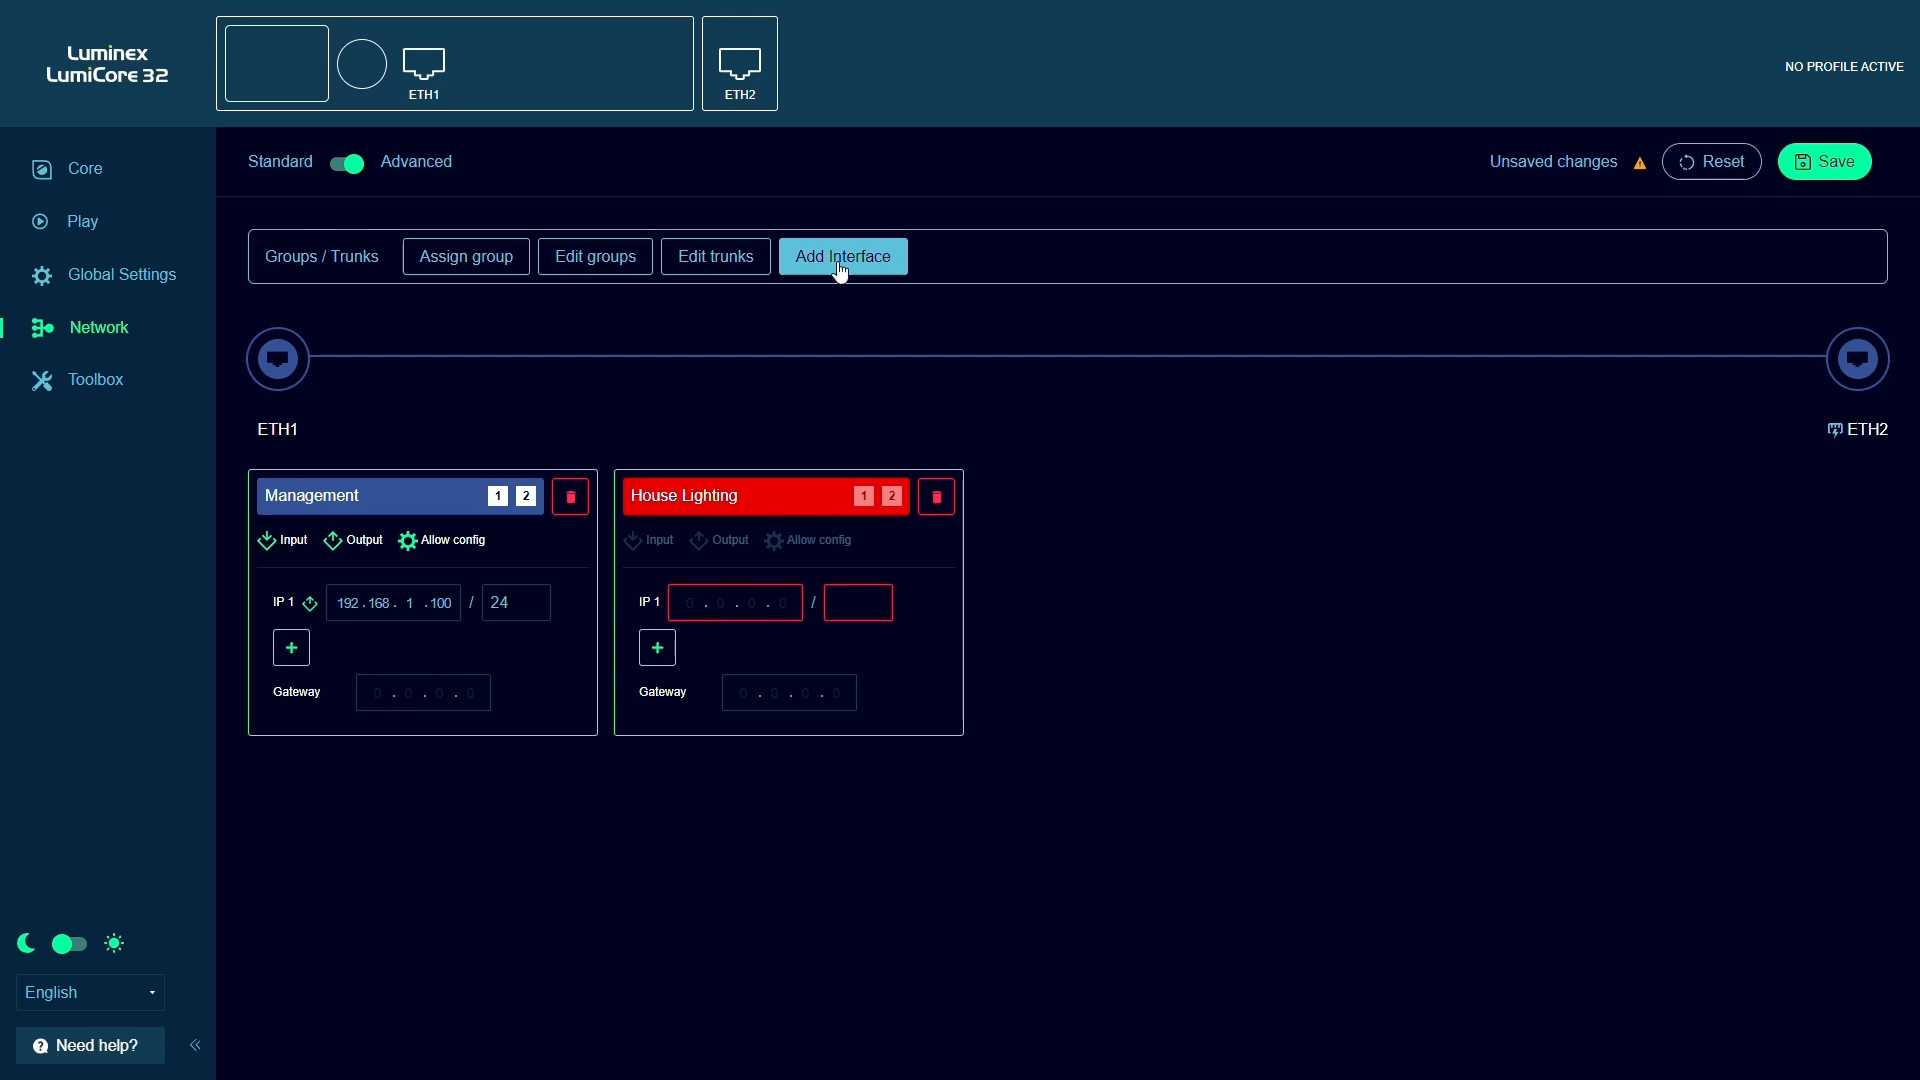 Luminex
LumiCore 32
ETH1
ETH2
NO PROFILE ACTIVE
Core
Play
Global Settings
Network
Toolbox
Standard Advanced
Unsaved changes Reset Save
Groups / Trunks Assign group Edit groups Edit trunks Add Interface
ETH1
ETH2
Management 1 2
Input Output Allow config
IP 1 192 . 168 . 1 . 100 / 24
+
Gateway 0 . 0 . 0 . 0
House Lighting 1 2
Input Output Allow config
IP 1 0 . 0 . 0 . 0 /
+
Gateway 0 . 0 . 0 . 0
English
? Need help?